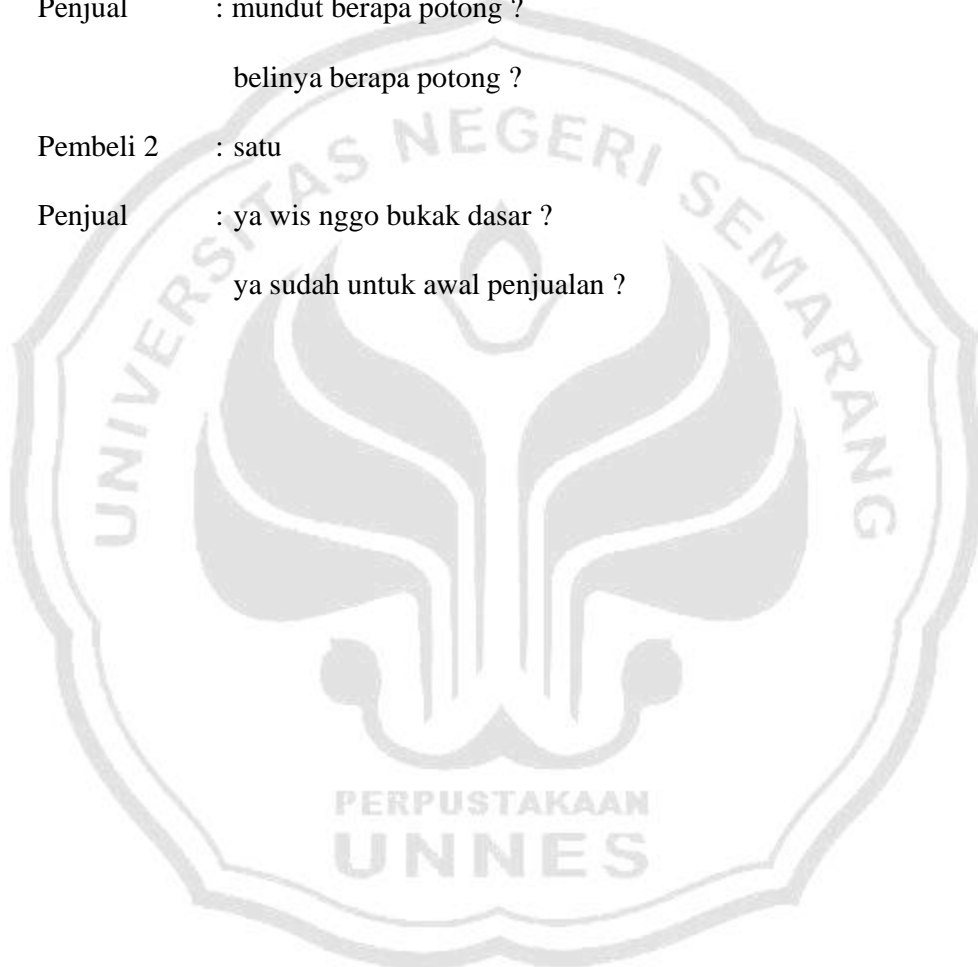 Penjual : mundut berapa potong ?
belinya berapa potong ?
Pembeli 2 : satu
Penjual : ya wis nggo bukak dasar ?
ya sudah untuk awal penjualan ?
UNIVERSITAS NEGERI SEMARANG
PERPUSTAKAAN
UNNES